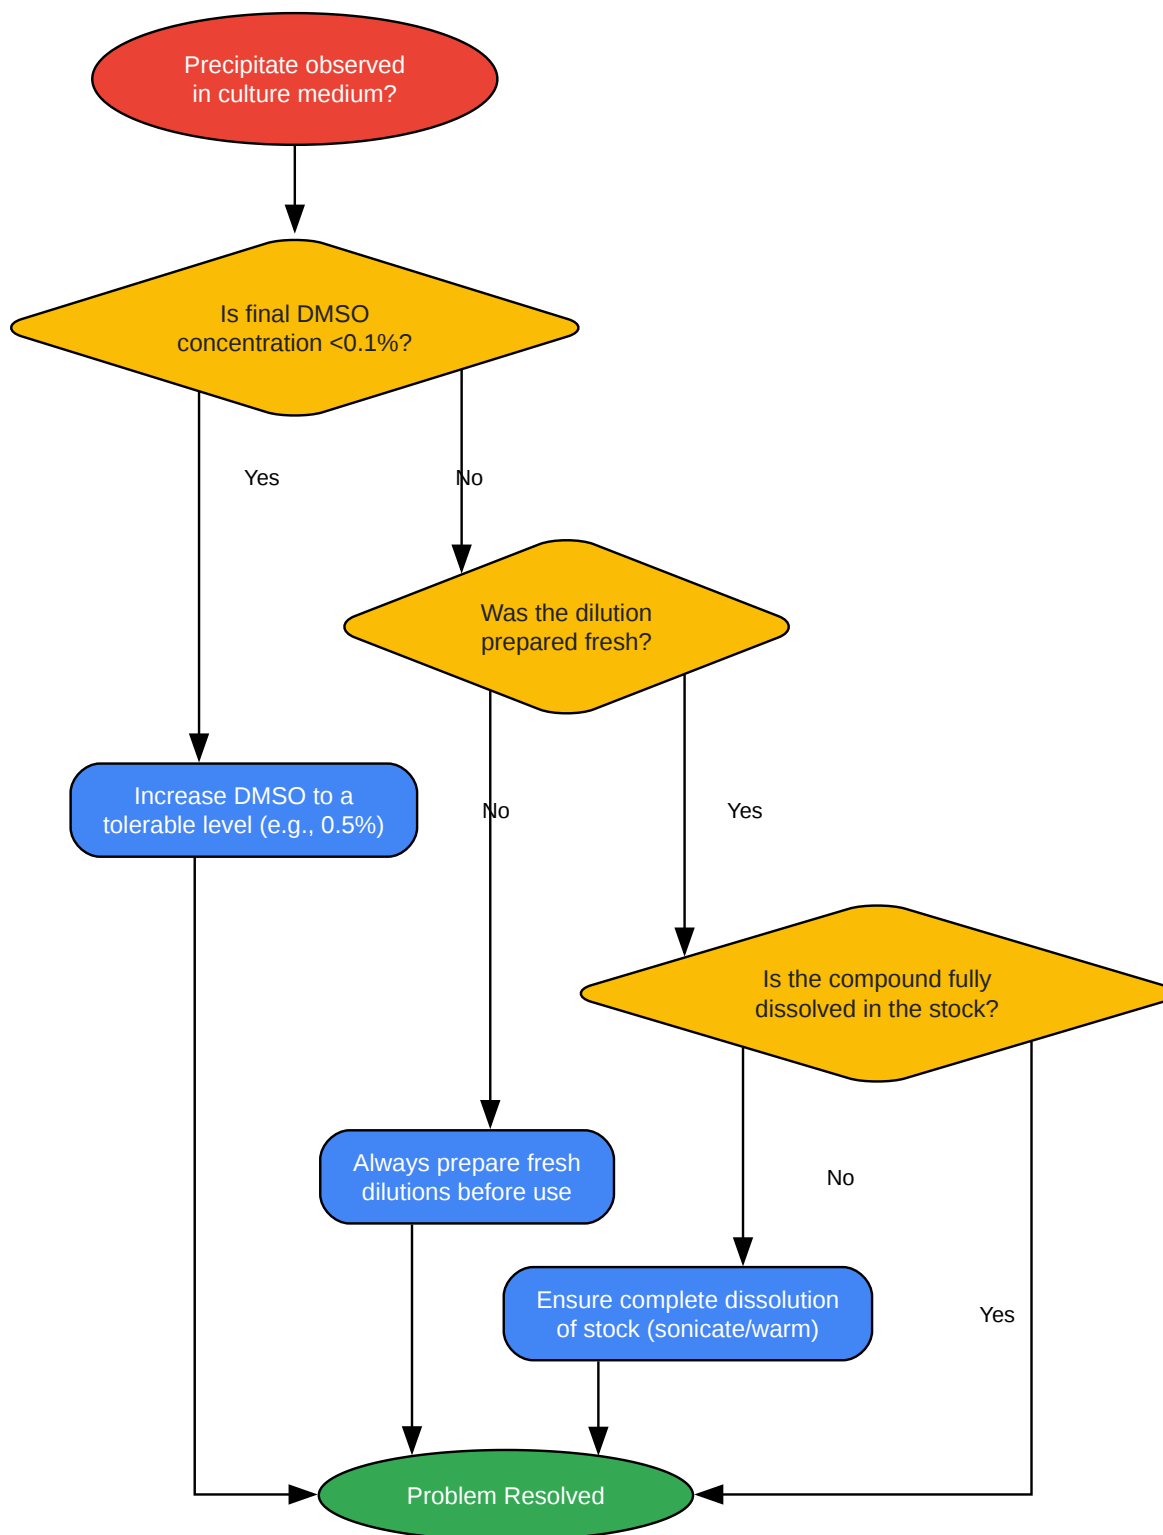 Precipitate observed
in culture medium?
Is final DMSO
concentration <0.1%?
Yes
No
Was the dilution
prepared fresh?
Increase DMSO to a
tolerable level (e.g., 0.5%)
No
Yes
Is the compound fully
dissolved in the stock?
Always prepare fresh
dilutions before use
No
Ensure complete dissolution
of stock (sonicate/warm)
Yes
Problem Resolved